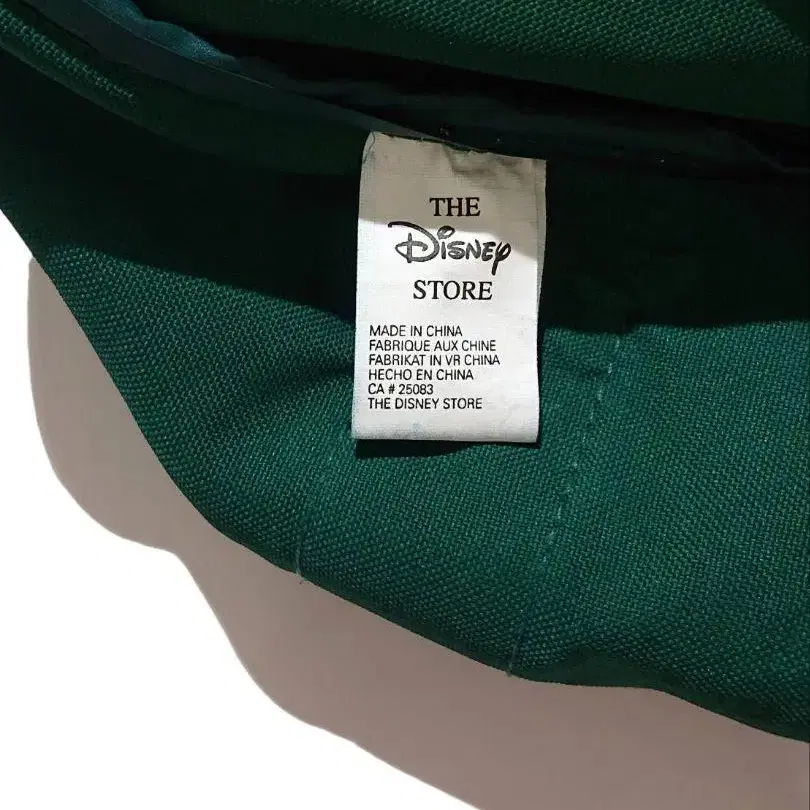 THE
Disney
STORE
MADE IN CHINA
FABRIQUE AUX CHINE
FABRIKAT IN VR CHINA
HECHO EN CHINA
CA # 25083
THE DISNEY STORE